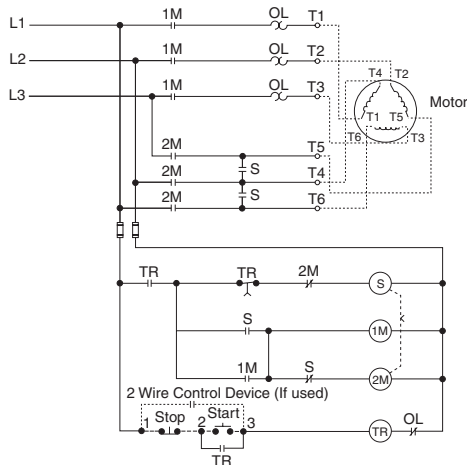 L1 1M OL T1
L2 1M OL T2
L3 1M OL T3
T4 T2
Motor
T1 T5
T6 T3
2M T5
S
2M T4
S
2M T6
TR TR 2M S
S 1M
1M S 2M
2 Wire Control Device (If used)
1 Stop 2 Start 3 TR OL
TR